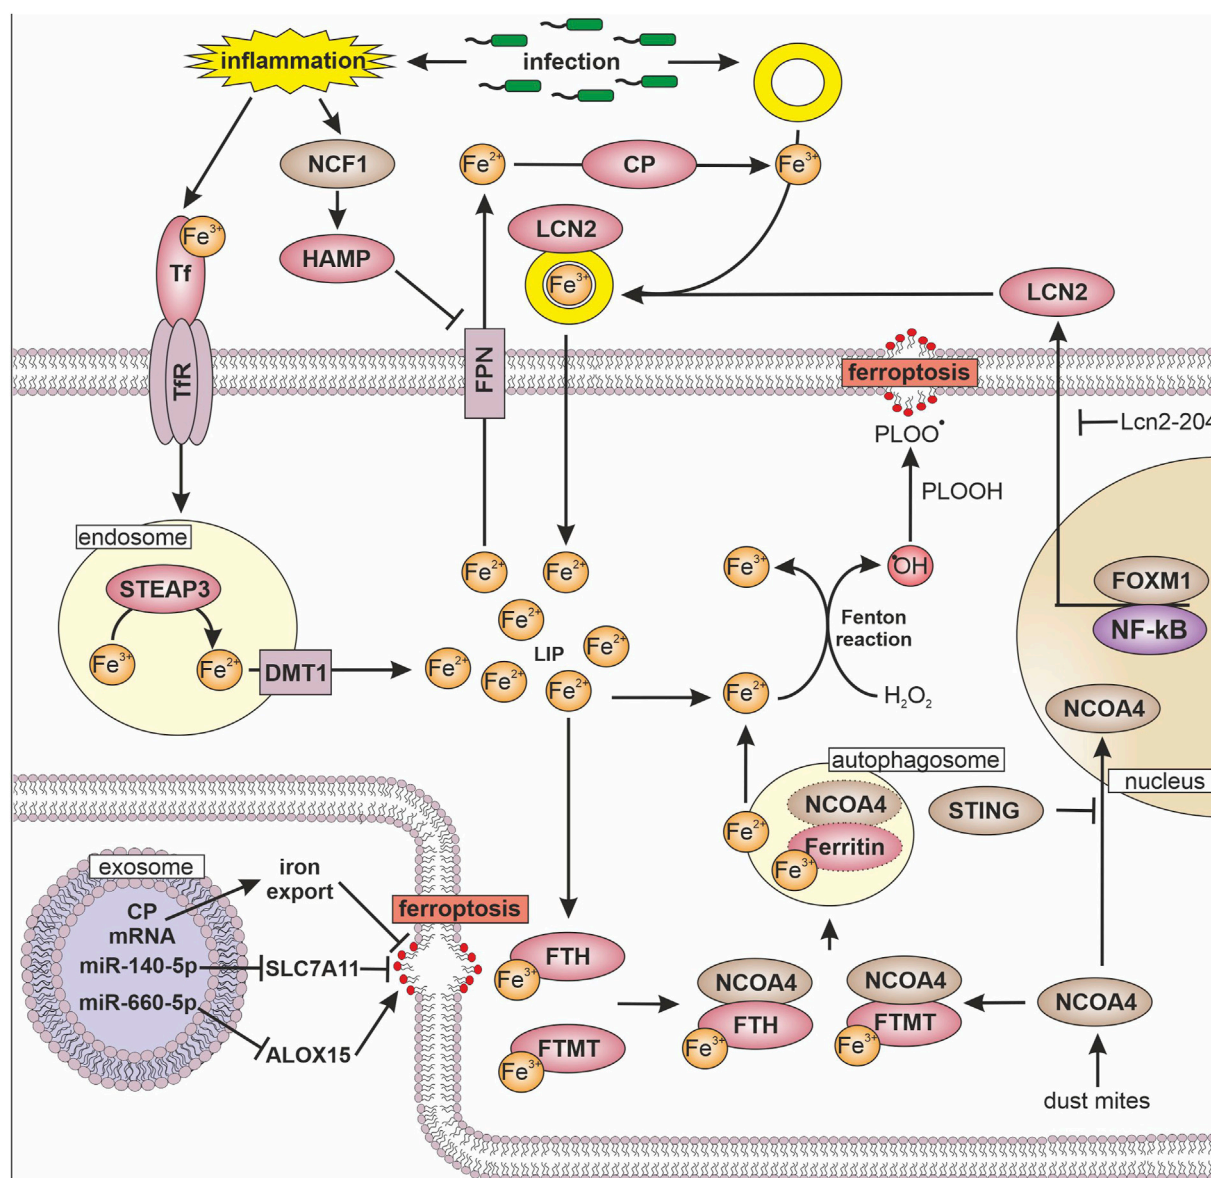 inflammation
infection
NCF1
Fe2+
CP
Fe3+
Fe3+
Tf
HAMP
LCN2
Fe3+
LCN2
TfR
FPN
ferroptosis
Lcn2-204
PLOO•
PLOOH
endosome
STEAP3
Fe3+
Fe2+
DMT1
Fe2+
Fe2+
Fe2+
Fe2+
Fe2+
Fe2+
Fe2+
LIP
Fe3+
•OH
Fenton
reaction
Fe2+
H2O2
FOXM1
NF-kB
NCOA4
nucleus
autophagosome
NCOA4
Ferritin
Fe2+
Fe3+
STING
exosome
CP
mRNA
miR-140-5p
miR-660-5p
iron
export
SLC7A11
ALOX15
ferroptosis
FTH
Fe3+
FTMT
Fe3+
NCOA4
FTH
Fe3+
NCOA4
FTMT
Fe3+
NCOA4
dust mites